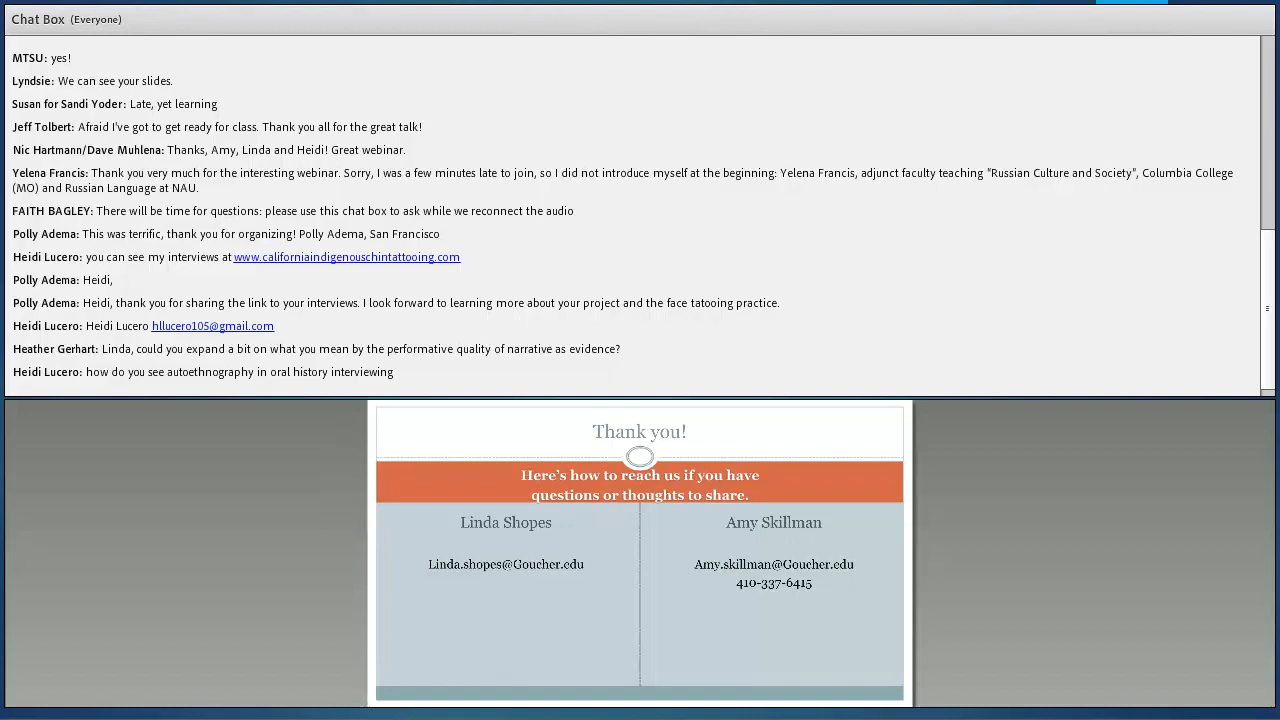 Chat Box (Everyone)
MTSU: yes!
Lyndsie: We can see your slides.
Susan for Sandi Yoder: Late, yet learning
Jeff Tolbert: Afraid I've got to get ready for class. Thank you all for the great talk!
Nic Hartmann/Dave Muhlena: Thanks, Amy, Linda and Heidi! Great webinar.
Yelena Francis: Thank you very much for the interesting webinar. Sorry, I was a few minutes late to join, so I did not introduce myself at the beginning: Yelena Francis, adjunct faculty teaching "Russian Culture and Society", Columbia College
(MO) and Russian Language at NAU.
FAITH BAGLEY: There will be time for questions: please use this chat box to ask while we reconnect the audio
Polly Adema: This was terrific, thank you for organizing! Polly Adema, San Francisco
Heidi Lucero: you can see my interviews at www.californiaindigenouschintattooing.com
Polly Adema: Heidi,
Polly Adema: Heidi, thank you for sharing the link to your interviews. I look forward to learning more about your project and the face tatooing practice.
Heidi Lucero: Heidi Lucero hllucero105@gmail.com
Heather Gerhart: Linda, could you expand a bit on what you mean by the performative quality of narrative as evidence?
Heidi Lucero: how do you see autoethnography in oral history interviewing
Thank you!
Here's how to reach us if you have
questions or thoughts to share.
Linda Shopes
Linda.shopes@Goucher.edu
Amy Skillman
Amy.skillman@Goucher.edu
410-337-6415